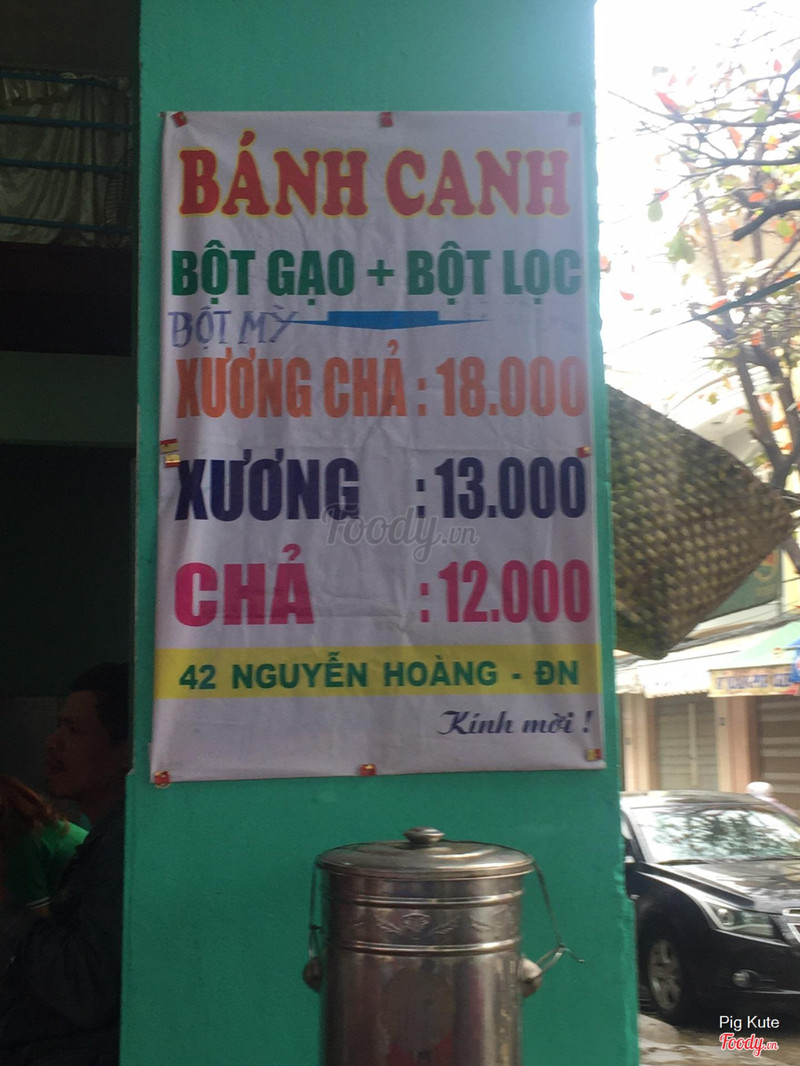 BÁNH CANH
BỘT GẠO + BỘT LỌC
BỘT MỲ
XƯƠNG CHẢ : 18.000
XƯƠNG : 13.000
CHẢ : 12.000
42 NGUYỄN HOÀNG - ĐN
Kính mời !
Foody.vn
Pig Kute
Foody.vn